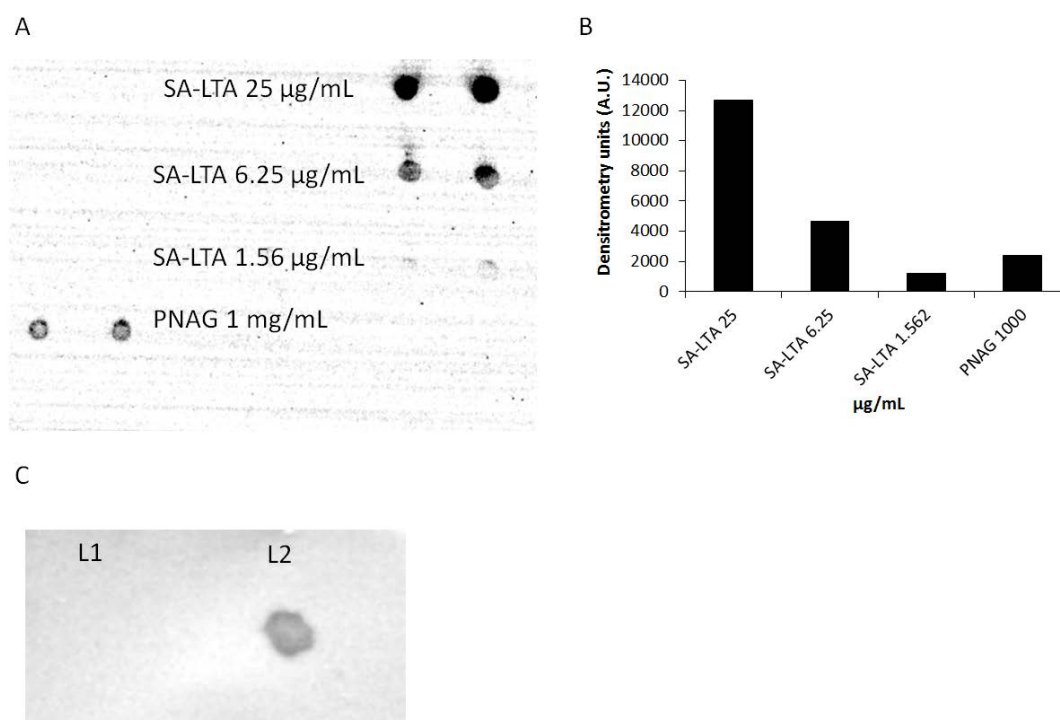 A
SA-LTA 25 µg/mL
SA-LTA 6.25 µg/mL
SA-LTA 1.56 µg/mL
PNAG 1 mg/mL
B
Densitrometry units (A.U.)
14000
12000
10000
8000
6000
4000
2000
0
SA-LTA 25
SA-LTA 6.25
SA-LTA 1.562
PNAG 1000
µg/mL
C
L1
L2